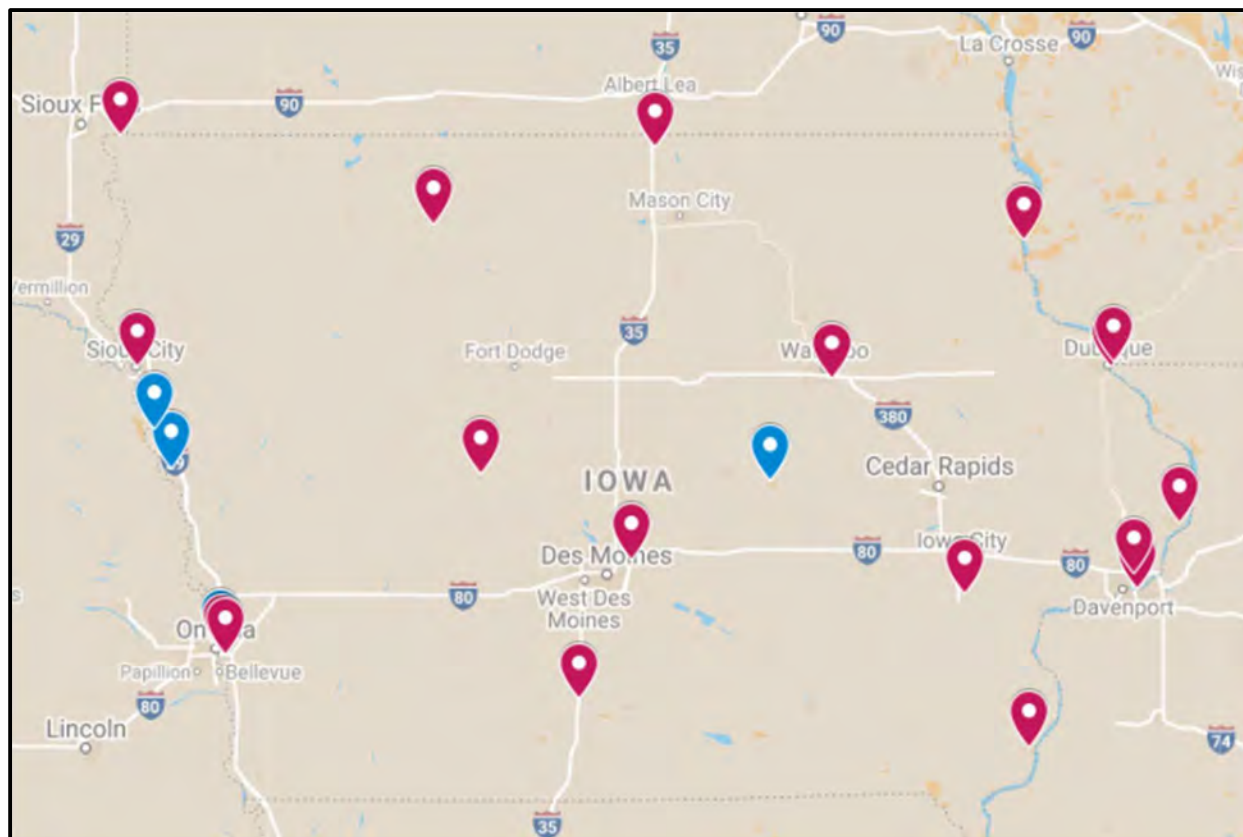 90
35
La Crosse
90
Albert Lea
Sioux F
90
Mason City
29
Vermillion
35
Sioux City
Fort Dodge
Wa
oo
Dub
que
380
Cedar Rapids
IOWA
Iowa City
80
80
Des Moines
West Des
Moines
80
Davenport
Om
a
Papillion
Bellevue
80
Lincoln
74
35